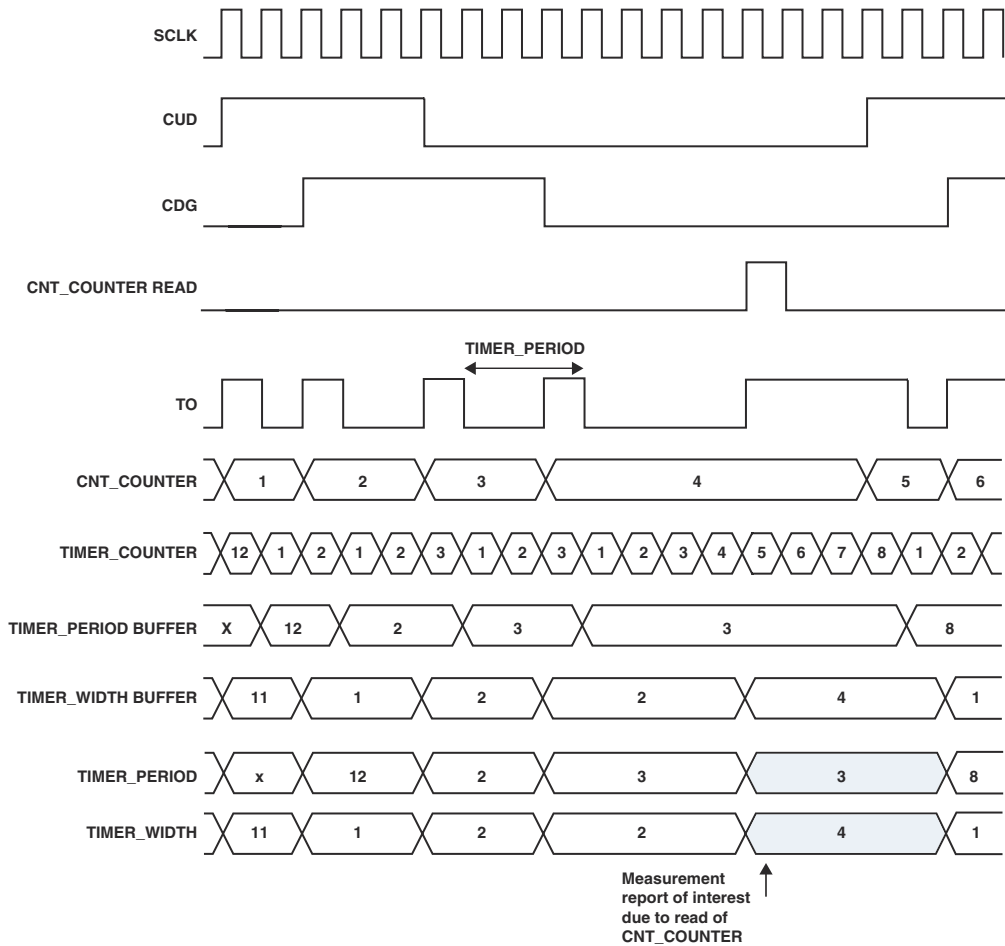 SCLK
CUD
CDG
CNT_COUNTER READ
TIMER_PERIOD
TO
CNT_COUNTER 1 2 3 4 5 6
TIMER_COUNTER 12 1 2 1 2 3 1 2 3 1 2 3 4 5 6 7 8 1 2
TIMER_PERIOD BUFFER X 12 2 3 3 8
TIMER_WIDTH BUFFER 11 1 2 2 4 1
TIMER_PERIOD x 12 2 3 3 8
TIMER_WIDTH 11 1 2 2 4 1
Measurement
report of interest
due to read of
CNT_COUNTER